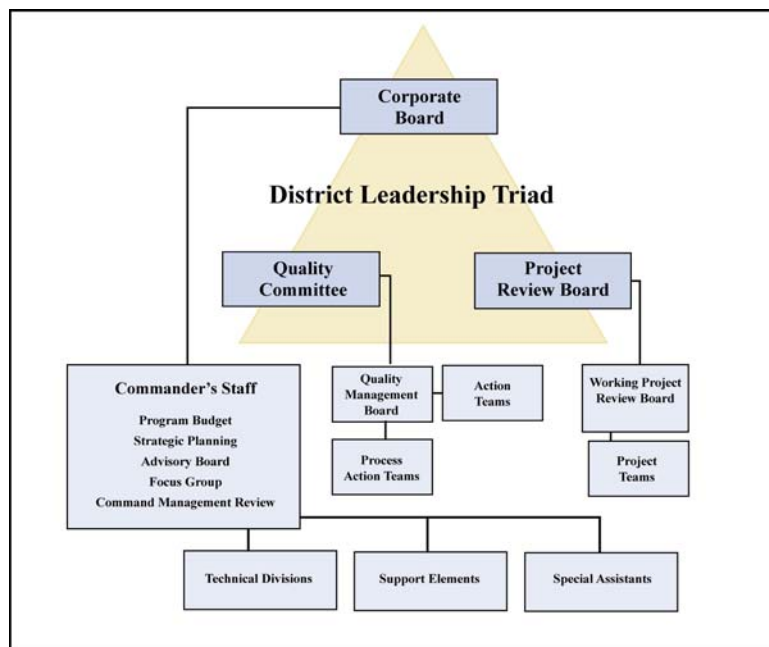 Corporate
Board
District Leadership Triad
Quality
Committee
Project
Review Board
Commander's Staff
Program Budget
Strategic Planning
Advisory Board
Focus Group
Command Management Review
Quality
Management
Board
Action
Teams
Process
Action Teams
Working Project
Review Board
Project
Teams
Technical Divisions
Support Elements
Special Assistants